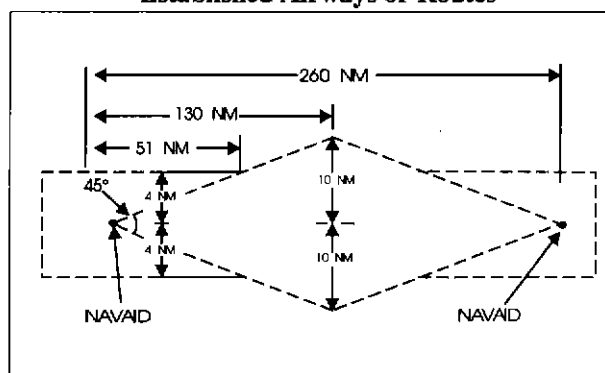 Established Airways or Routes
260 NM
130 NM
51 NM
45°
4 NM
10 NM
4 NM
10 NM
NAVAID
NAVAID